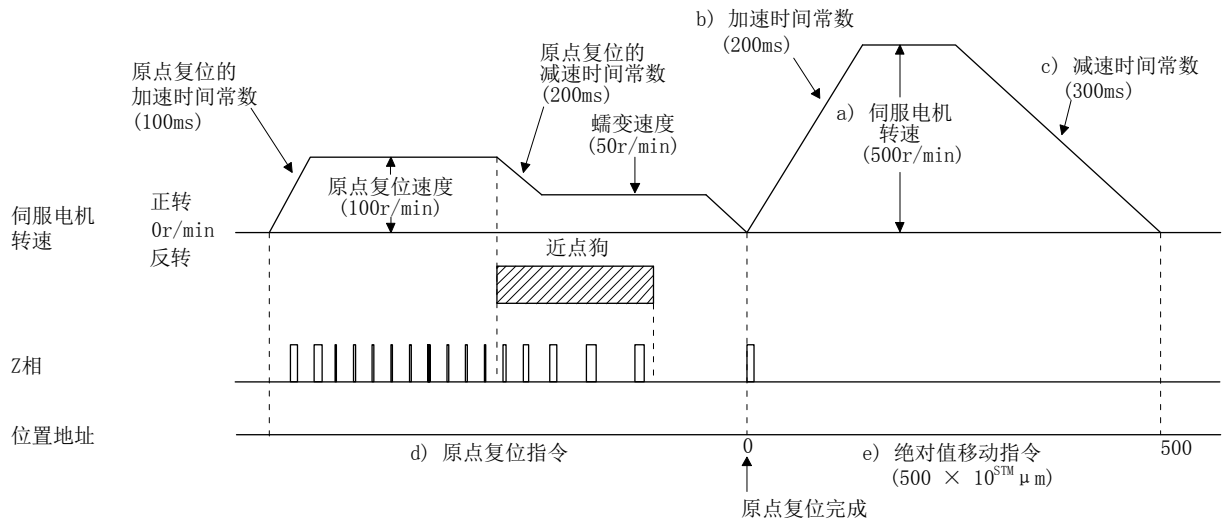 b) 加速时间常数
(200ms)
原点复位的
减速时间常数
(200ms)
原点复位的
加速时间常数
(100ms)
c) 减速时间常数
(300ms)
a) 伺服电机
转速
(500r/min)
蠕变速度
(50r/min)
原点复位速度
(100r/min)
伺服电机
转速
正转
0r/min
反转
近点狗
Z相
位置地址
d) 原点复位指令
0
e) 绝对值移动指令
(500 × 10^STM μm)
500
原点复位完成